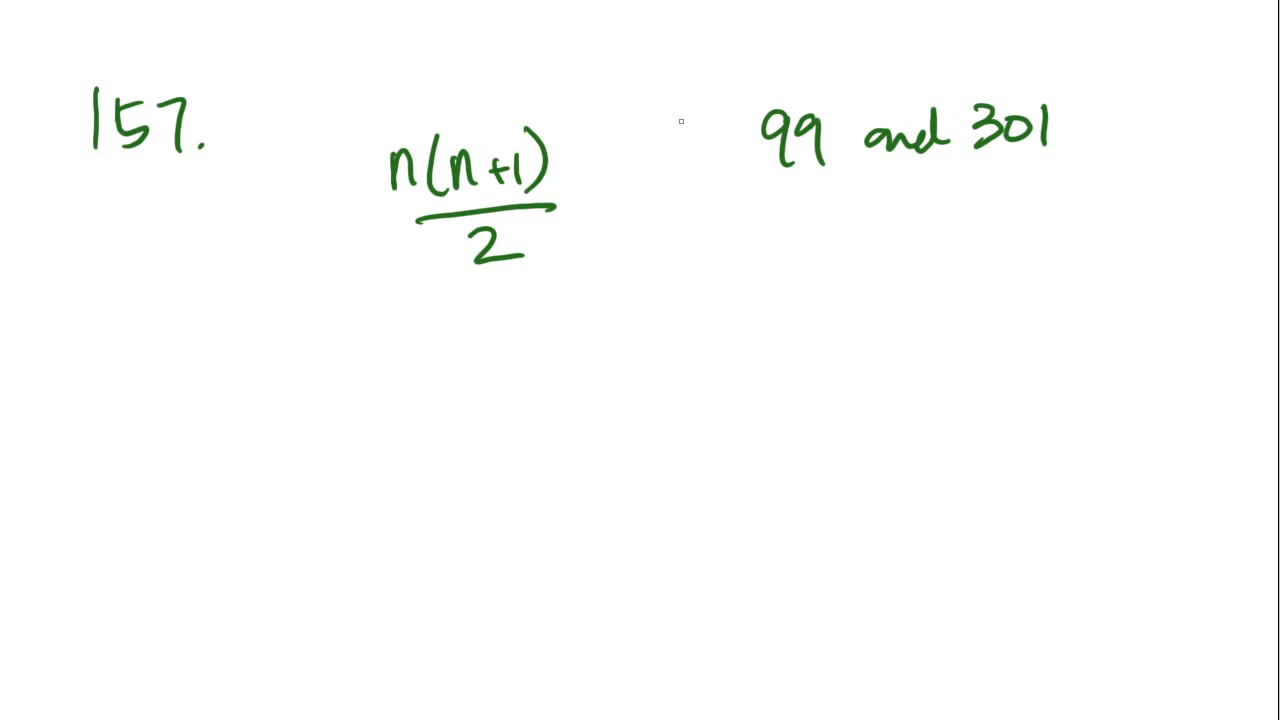 157.
n(n+1)
2
99 and 301